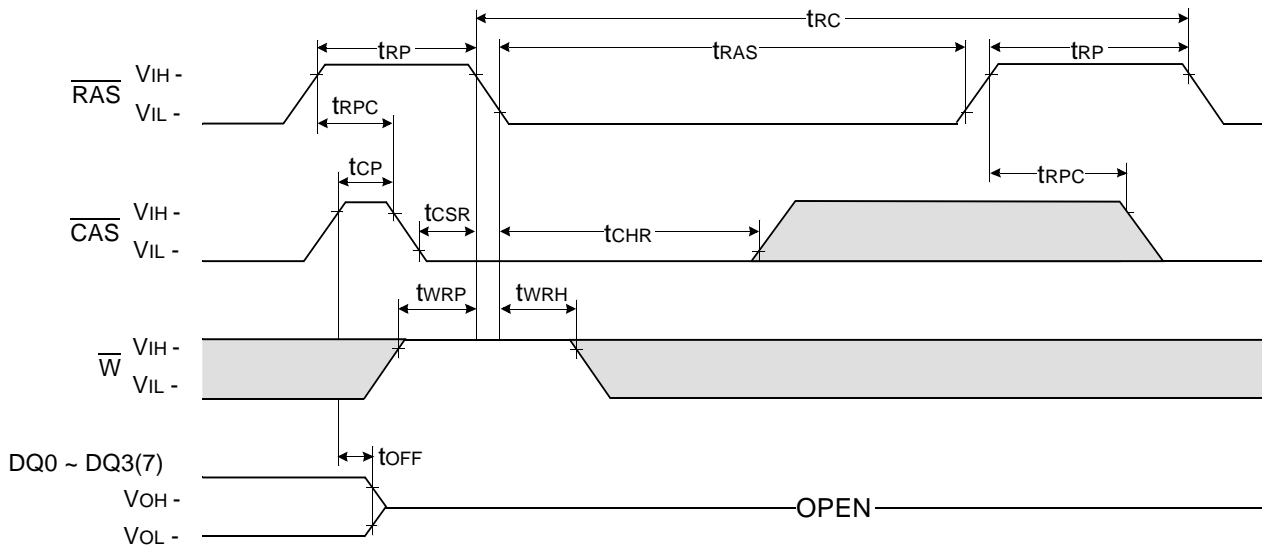 tRC
tRP tRAS tRP
RAS VIH -
VIL -
tRPC
tCP tRPC
CAS VIH -
VIL -
tCSR tCHR
tWRP tWRH
W VIH -
VIL -
DQ0 ~ DQ3(7) tOFF
VOH -
VOL -
OPEN